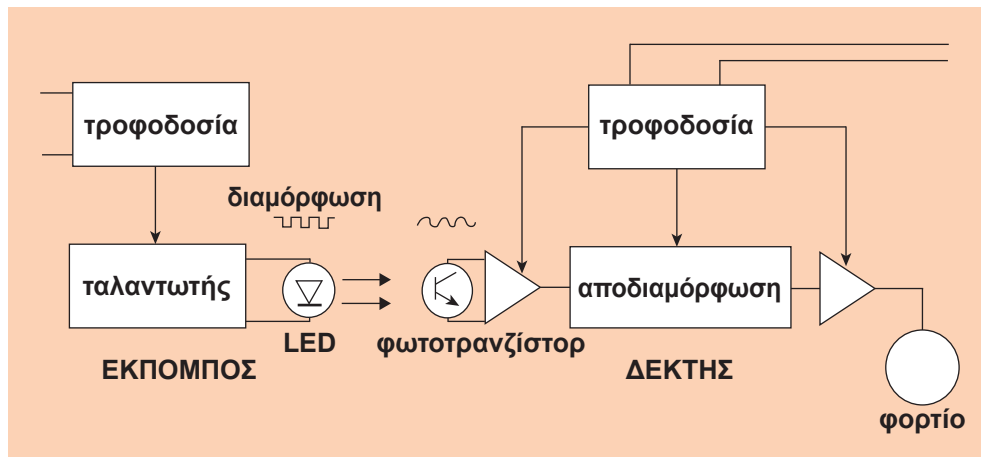 τροφοδοσία
τροφοδοσία
διαμόρφωση
ταλαντωτής
αποδιαμόρφωση
LED
φωτοτρανζίστορ
ΕΚΠΟΜΠΟΣ
ΔΕΚΤΗΣ
φορτίο